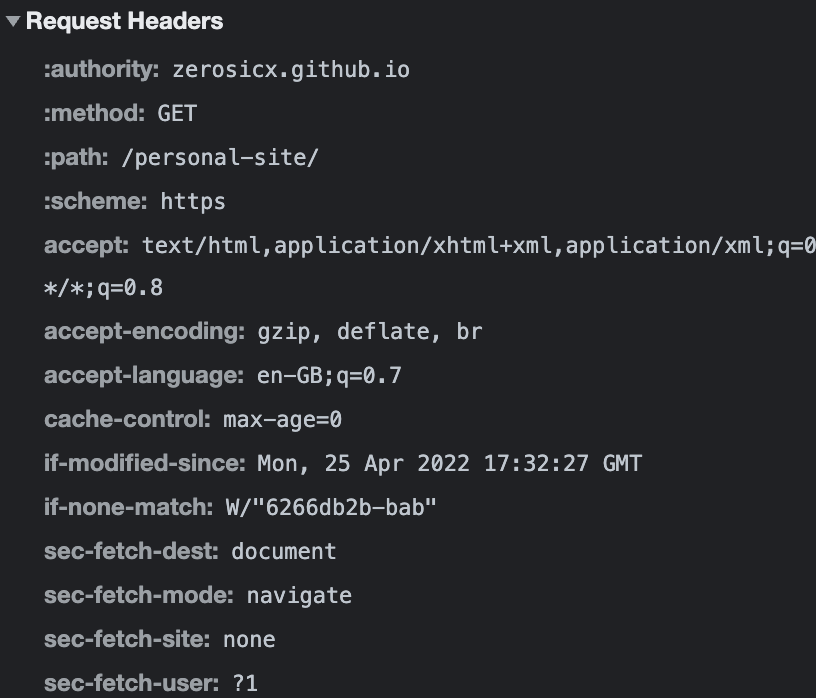 Request Headers
:authority: zerosicx.github.io
:method: GET
:path: /personal-site/
:scheme: https
accept: text/html,application/xhtml+xml,application/xml;q=0
*/*;q=0.8
accept-encoding: gzip, deflate, br
accept-language: en-GB;q=0.7
cache-control: max-age=0
if-modified-since: Mon, 25 Apr 2022 17:32:27 GMT
if-none-match: W/"6266db2b-bab"
sec-fetch-dest: document
sec-fetch-mode: navigate
sec-fetch-site: none
sec-fetch-user: ?1